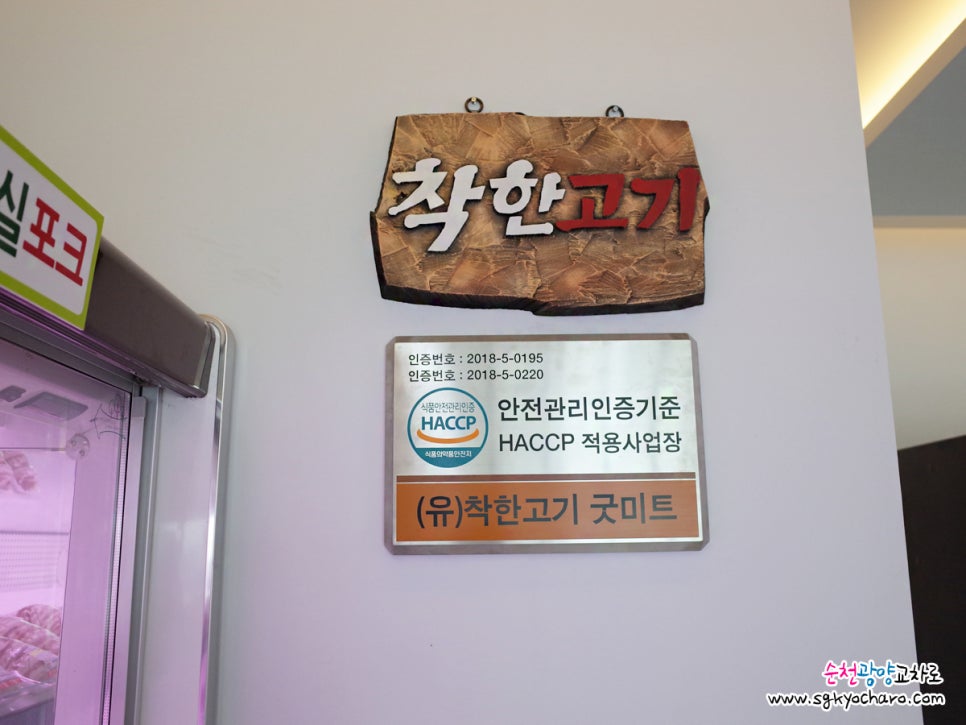 착한고기
실포크
인증번호 : 2018-5-0195
인증번호 : 2018-5-0220
식품안전관리인증
HACCP
식품의약품안전처
안전관리인증기준
HACCP 적용사업장
(유)착한고기 굿미트
순천광양교차로
www.sgkyocharo.com